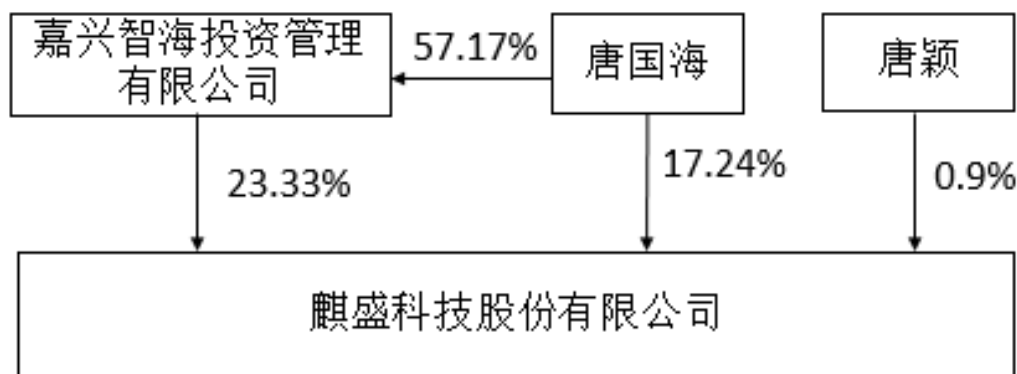 嘉兴智海投资管理
有限公司
57.17%
唐国海
唐颖
23.33%
17.24%
0.9%
麒盛科技股份有限公司